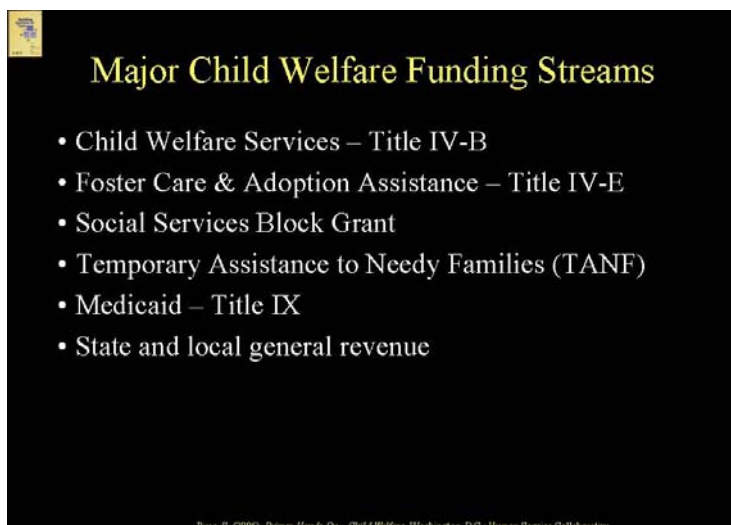 Major Child Welfare Funding Streams
• Child Welfare Services – Title IV-B
• Foster Care & Adoption Assistance – Title IV-E
• Social Services Block Grant
• Temporary Assistance to Needy Families (TANF)
• Medicaid – Title IX
• State and local general revenue